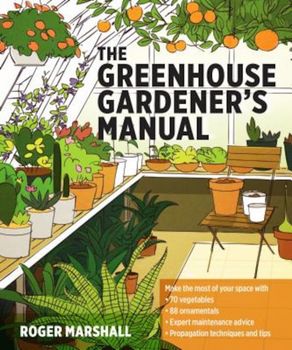 THE
GREENHOUSE
GARDENER'S
MANUAL
Make the most of your space with
• 70 vegetables
• 88 ornamentals
• Expert maintenance advice
• Propagation techniques and tips
ROGER MARSHALL